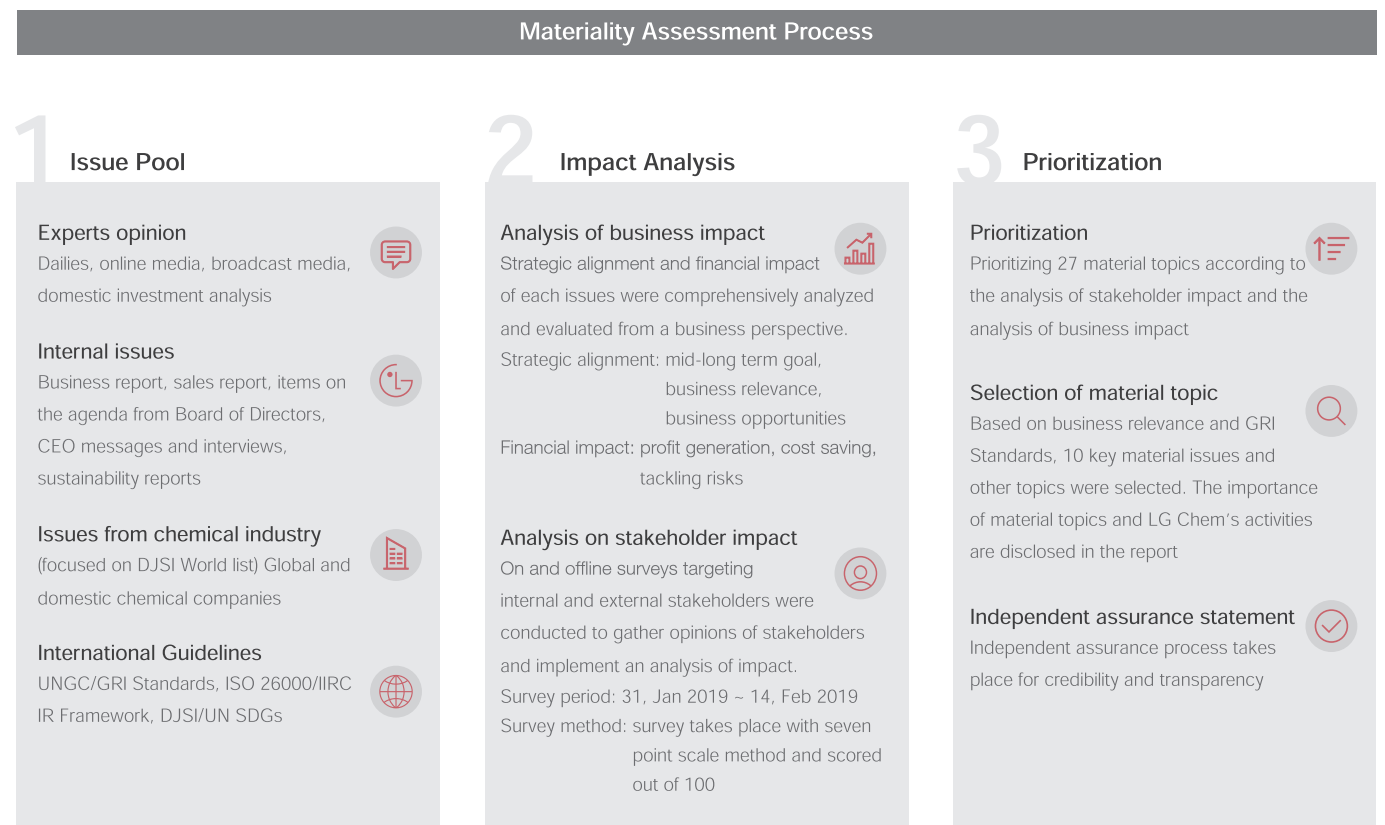 Materiality Assessment Process
1
Issue Pool
Experts opinion
Dailies, online media, broadcast media,
domestic investment analysis
Internal issues
Business report, sales report, items on
the agenda from Board of Directors,
CEO messages and interviews,
sustainability reports
Issues from chemical industry
(focused on DJSI World list) Global and
domestic chemical companies
International Guidelines
UNGC/GRI Standards, ISO 26000/IIRC
IR Framework, DJSI/UN SDGs
2
Impact Analysis
Analysis of business impact
Strategic alignment and financial impact
of each issues were comprehensively analyzed
and evaluated from a business perspective.
Strategic alignment: mid-long term goal,
business relevance,
business opportunities
Financial impact: profit generation, cost saving,
tackling risks
Analysis on stakeholder impact
On and offline surveys targeting
internal and external stakeholders were
conducted to gather opinions of stakeholders
and implement an analysis of impact.
Survey period: 31, Jan 2019 ~ 14, Feb 2019
Survey method: survey takes place with seven
point scale method and scored
out of 100
3
Prioritization
Prioritization
Prioritizing 27 material topics according to
the analysis of stakeholder impact and the
analysis of business impact
Selection of material topic
Based on business relevance and GRI
Standards, 10 key material issues and
other topics were selected. The importance
of material topics and LG Chem's activities
are disclosed in the report
Independent assurance statement
Independent assurance process takes
place for credibility and transparency